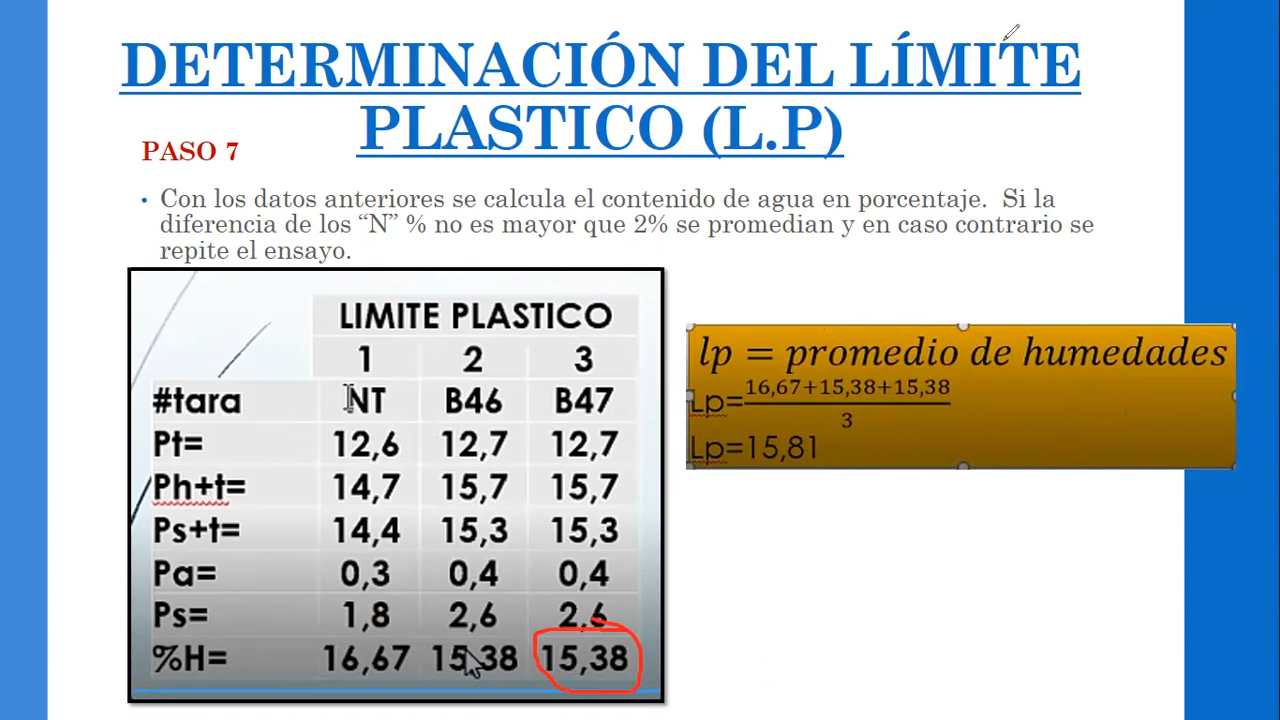 DETERMINACIÓN DEL LÍMITE
PLASTICO (L.P)
PASO 7
• Con los datos anteriores se calcula el contenido de agua en porcentaje. Si la
diferencia de los “N” % no es mayor que 2% se promedian y en caso contrario se
repite el ensayo.
LIMITE PLASTICO
1 2 3
#tara NT B46 B47
Pt= 12,6 12,7 12,7
Ph+t= 14,7 15,7 15,7
Ps+t= 14,4 15,3 15,3
Pa= 0,3 0,4 0,4
Ps= 1,8 2,6 2,6
%H= 16,67 15,38 15,38
lp = promedio de humedades
Lp= 16,67+15,38+15,38
3
Lp=15,81